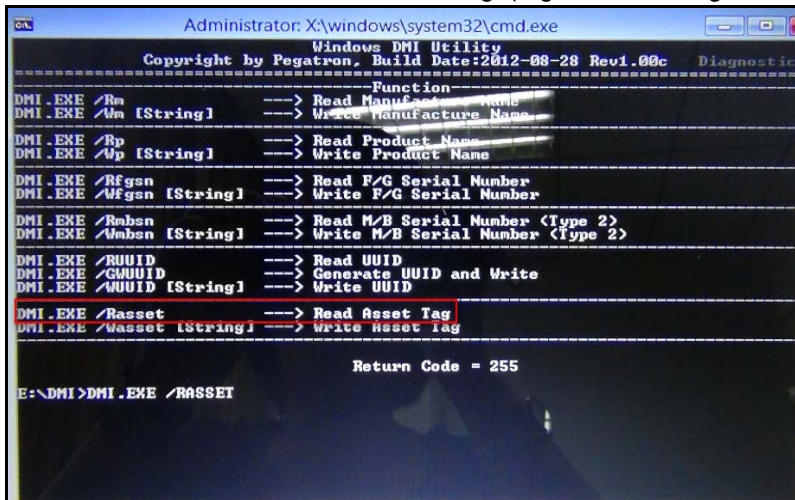 Administrator: X:\windows\system32\cmd.exe
Windows DMI Utility
Copyright by Pegatron, Build Date:2012-08-28 Rev1.00c Diagnostic
Function
DMI.EXE /Rm ---> Read Manufacture Name
DMI.EXE /Wm [String] ---> Write Manufacture Name
DMI.EXE /Rp ---> Read Product Name
DMI.EXE /Wp [String] ---> Write Product Name
DMI.EXE /Rfgsn ---> Read F/G Serial Number
DMI.EXE /Wfgsn [String] ---> Write F/G Serial Number
DMI.EXE /Rmbsn ---> Read M/B Serial Number (Type 2)
DMI.EXE /Wmbsn [String] ---> Write M/B Serial Number (Type 2)
DMI.EXE /RUUID ---> Read UUID
DMI.EXE /GWUUID ---> Generate UUID and Write
DMI.EXE /WUUID [String] ---> Write UUID
DMI.EXE /Rasset ---> Read Asset Tag
DMI.EXE /Wasset [String] ---> Write Asset Tag
Return Code = 255
E:\DMI>DMI.EXE /RASSET